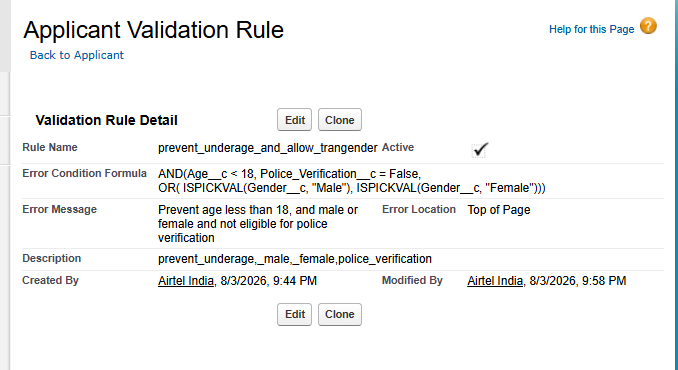 Applicant Validation Rule
Help for this Page
Back to Applicant
Validation Rule Detail Edit Clone
Rule Name prevent_underage_and_allow_trangender Active
Error Condition Formula AND(Age__c < 18, Police_Verification__c = False,
OR( ISPICKVAL(Gender__c, "Male"), ISPICKVAL(Gender__c, "Female")))
Error Message Prevent age less than 18, and male or Error Location Top of Page
female and not eligible for police
verification
Description prevent_underage,_male,_female,police_verification
Created By Airtel India, 8/3/2026, 9:44 PM Modified By Airtel India, 8/3/2026, 9:58 PM
Edit Clone